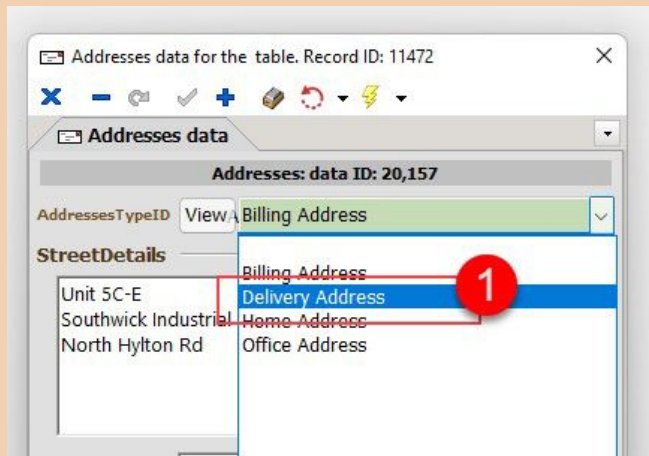 Addresses data for the table. Record ID: 11472
Addresses data
Addresses: data ID: 20,157
AddressesTypeID View Billing Address
StreetDetails
Billing Address
Delivery Address
1
Home Address
Office Address
Unit 5C-E
Southwick Industrial
North Hylton Rd